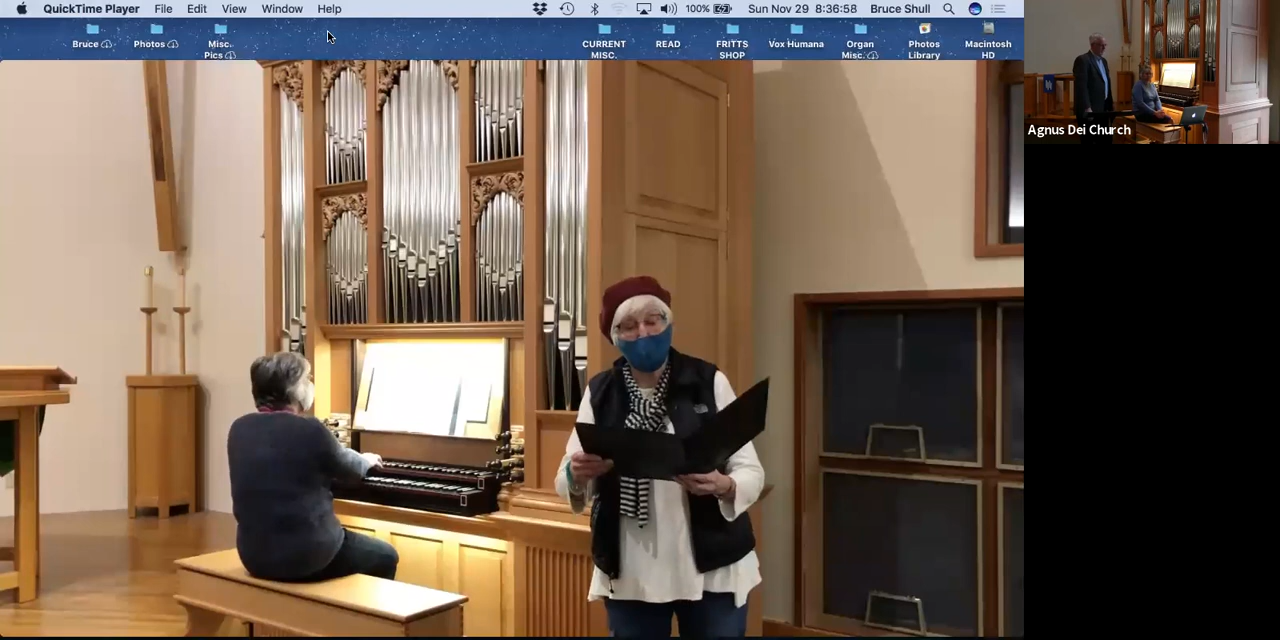 QuickTime Player File Edit View Window Help 100% Sun Nov 29 8:36:58 Bruce Shull
Bruce Photos Misc. Pics CURRENT MISC. READ FRITTS SHOP Vox Humana Organ Misc. Photos Library Macintosh HD
Agnus Dei Church